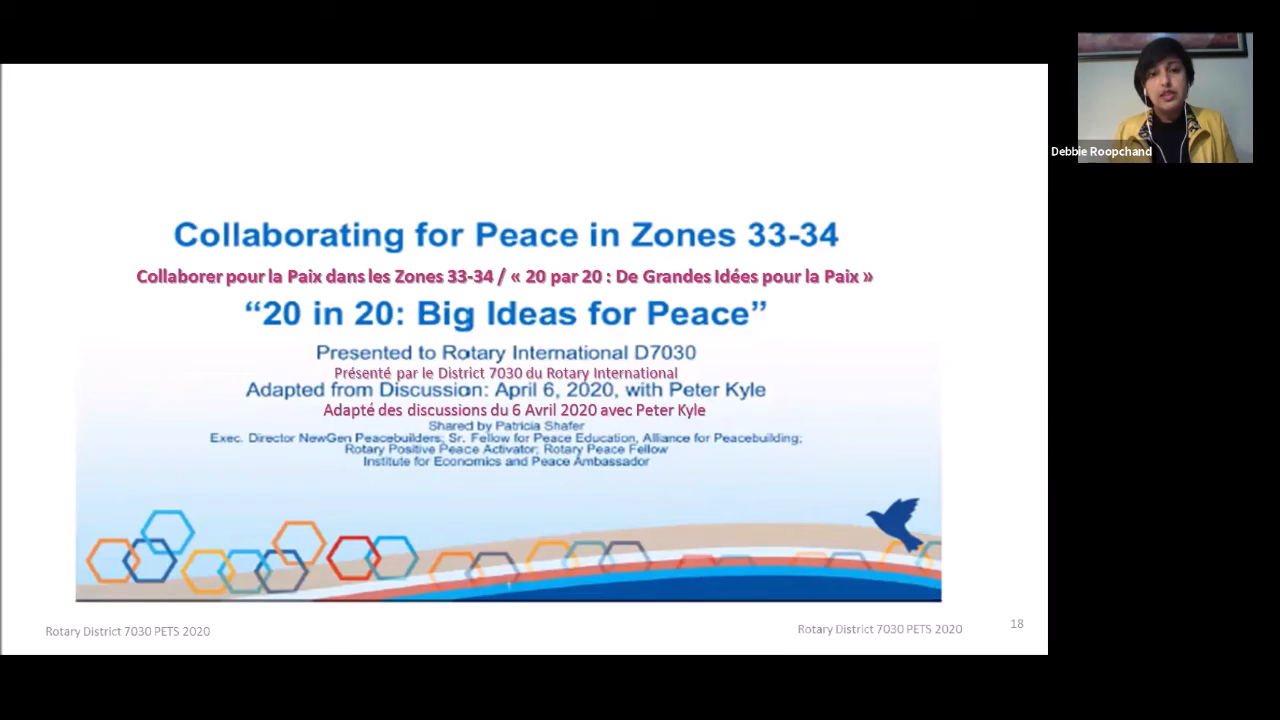 Collaborating for Peace in Zones 33-34
Collaborer pour la Paix dans les Zones 33-34 / « 20 par 20 : De Grandes Idées pour la Paix »
“20 in 20: Big Ideas for Peace”
Presented to Rotary International D7030
Présenté par le District 7030 du Rotary International
Adapted from Discussion: April 6, 2020, with Peter Kyle
Adapté des discussions du 6 Avril 2020 avec Peter Kyle
Shared by Patricia Shafer
Exec. Director NewGen Peacebuilders; Sr. Fellow for Peace Education, Alliance for Peacebuilding;
Rotary Positive Peace Activator; Rotary Peace Fellow
Institute for Economics and Peace Ambassador
Rotary District 7030 PETS 2020
Rotary District 7030 PETS 2020
18
Debbie Roopchand